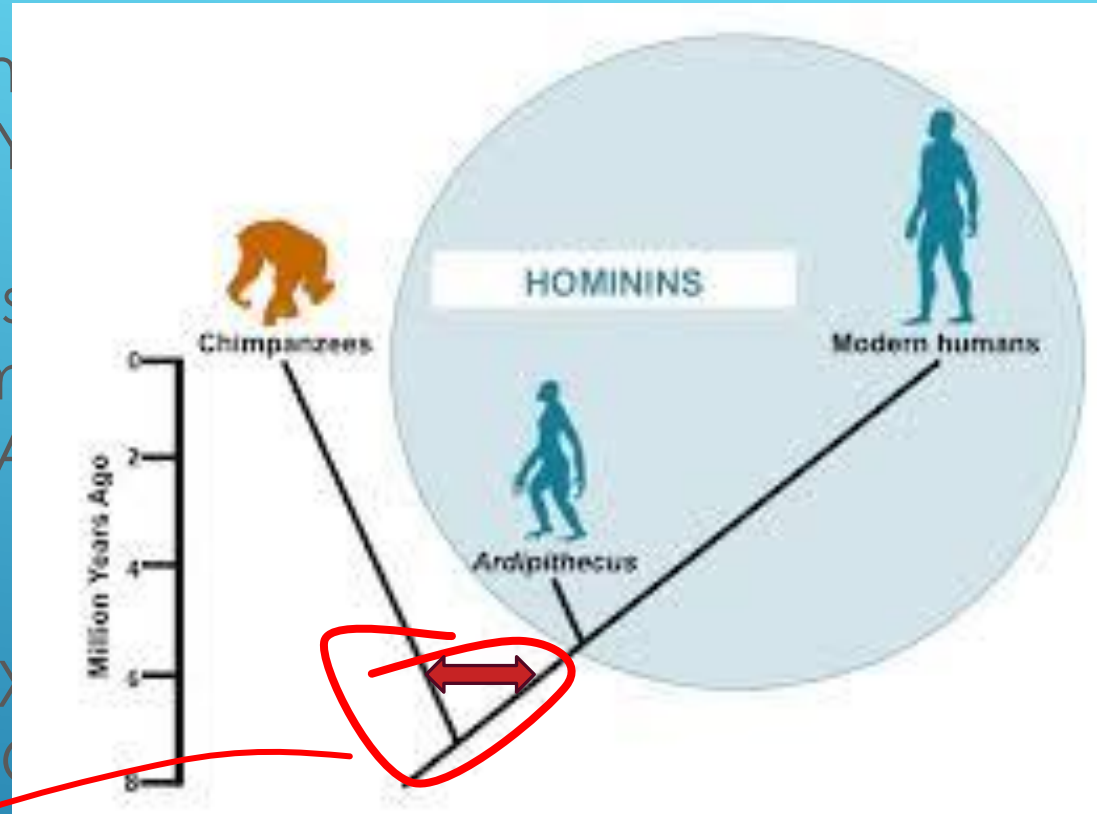 HOMININS
Chimpanzees
Modern humans
Ardipithecus
Million Years Ago
0
2
4
6
8